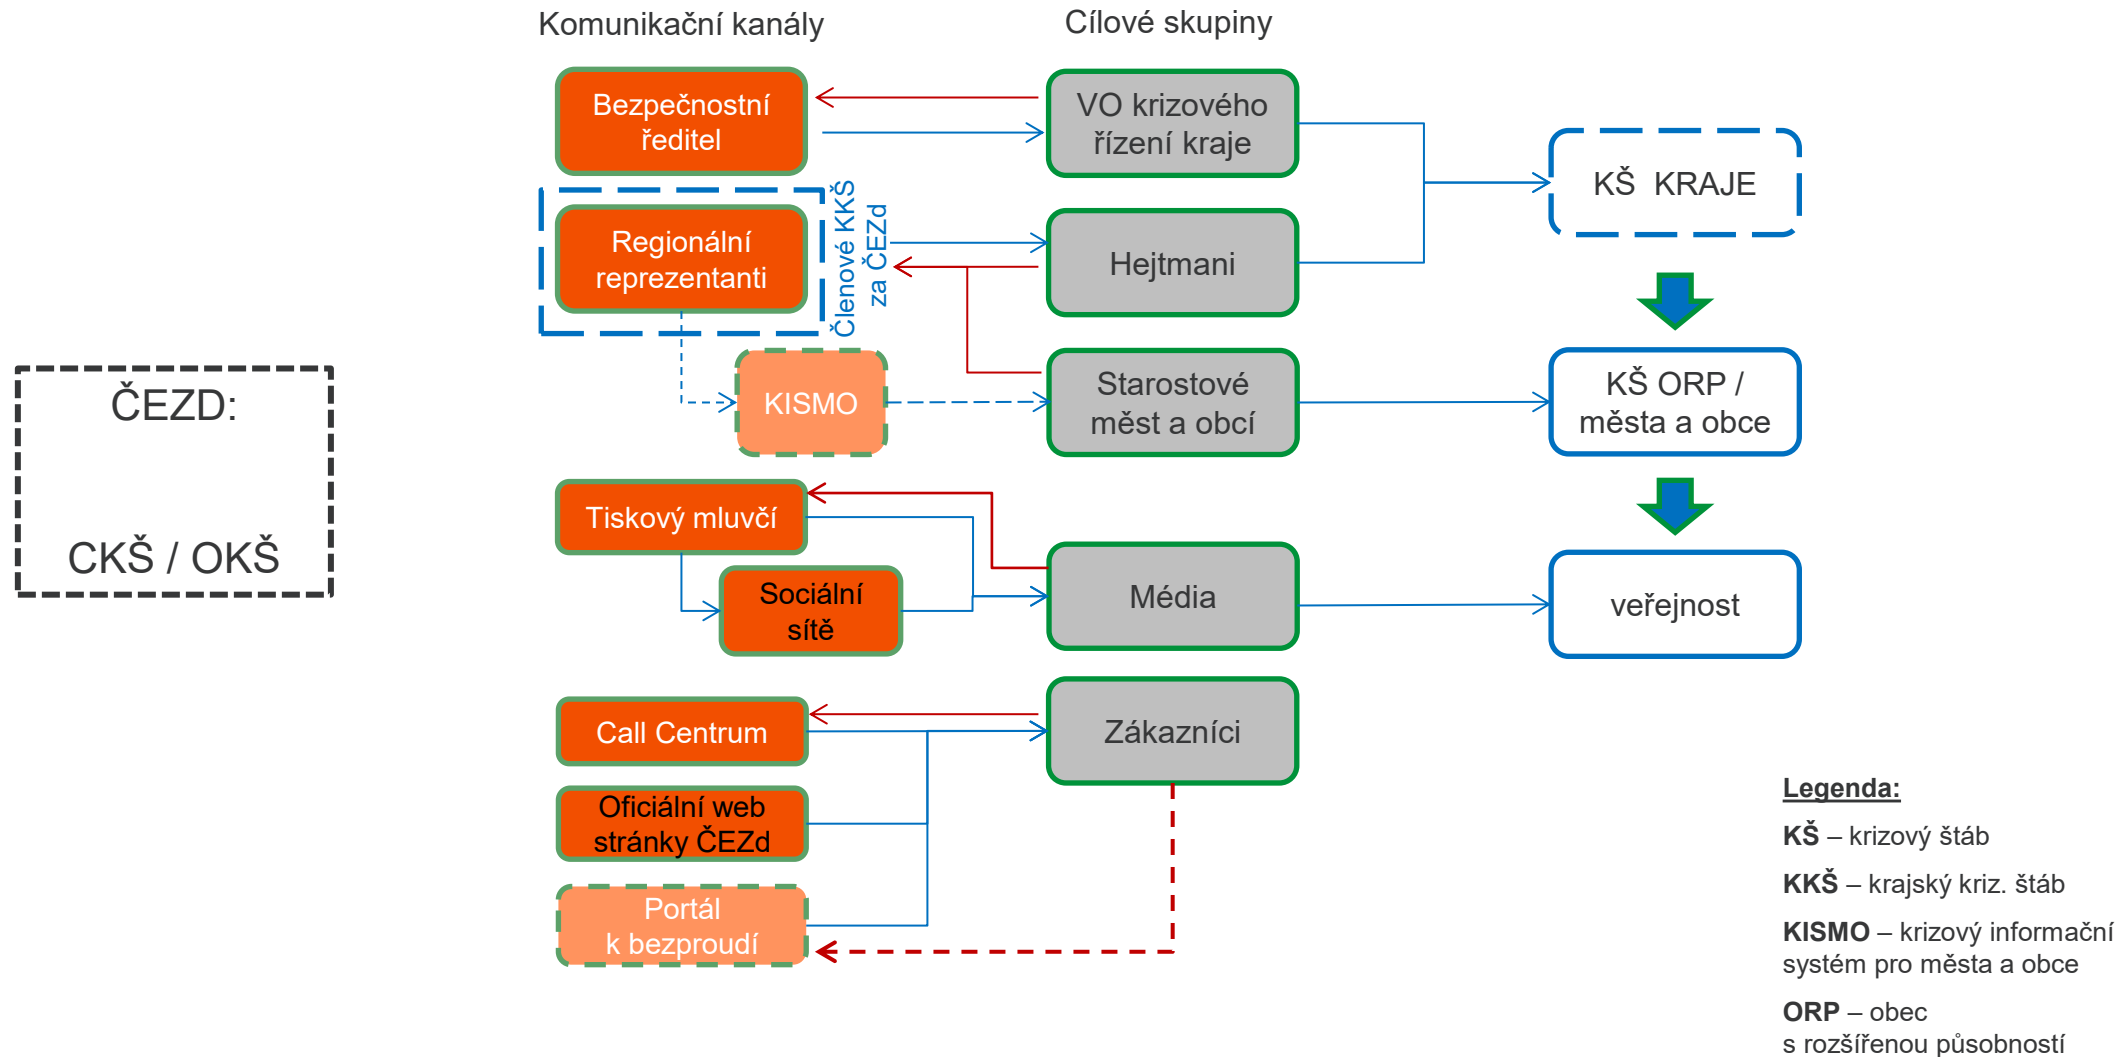 Komunikační kanály
Cílové skupiny
Bezpečnostní
ředitel
VO krizového
řízení kraje
KŠ  KRAJE
Regionální
reprezentanti
Členové KKŠ
za ČEZd
Hejtmani
ČEZD:
CKŠ / OKŠ
KISMO
Starostové
měst a obcí
KŠ ORP /
města a obce
Tiskový mluvčí
Sociální
sítě
Média
veřejnost
Call Centrum
Zákazníci
Oficiální web
stránky ČEZd
Portál
k bezproudí
Legenda:
KŠ – krizový štáb
KKŠ – krajský kriz. štáb
KISMO – krizový informační
systém pro města a obce
ORP – obec
s rozšířenou působností